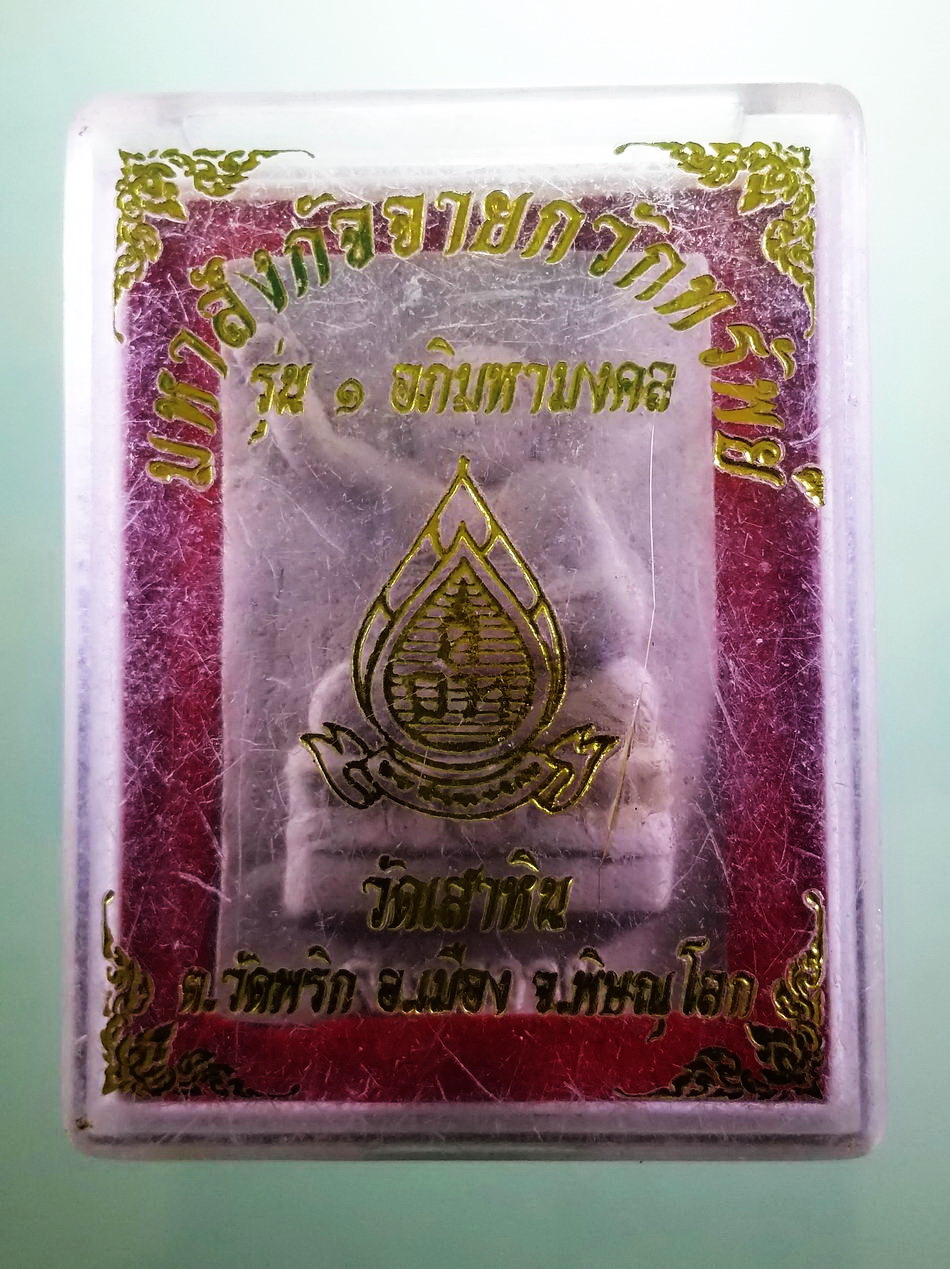 มหาสังกัจจายภวักทรัพย์
รุ่น ๑ อภิมหามงคล
วัดเสาหิน
ต.วัดพริก อ.เมือง จ.พิษณุโลก